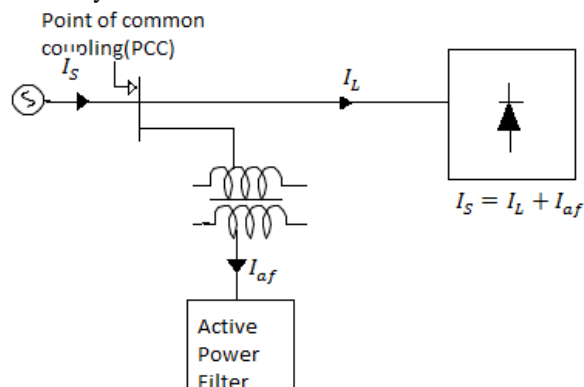 Point of common
coupling(PCC)
I_S
I_L
I_S = I_L + I_af
I_af
Active
Power
Filter